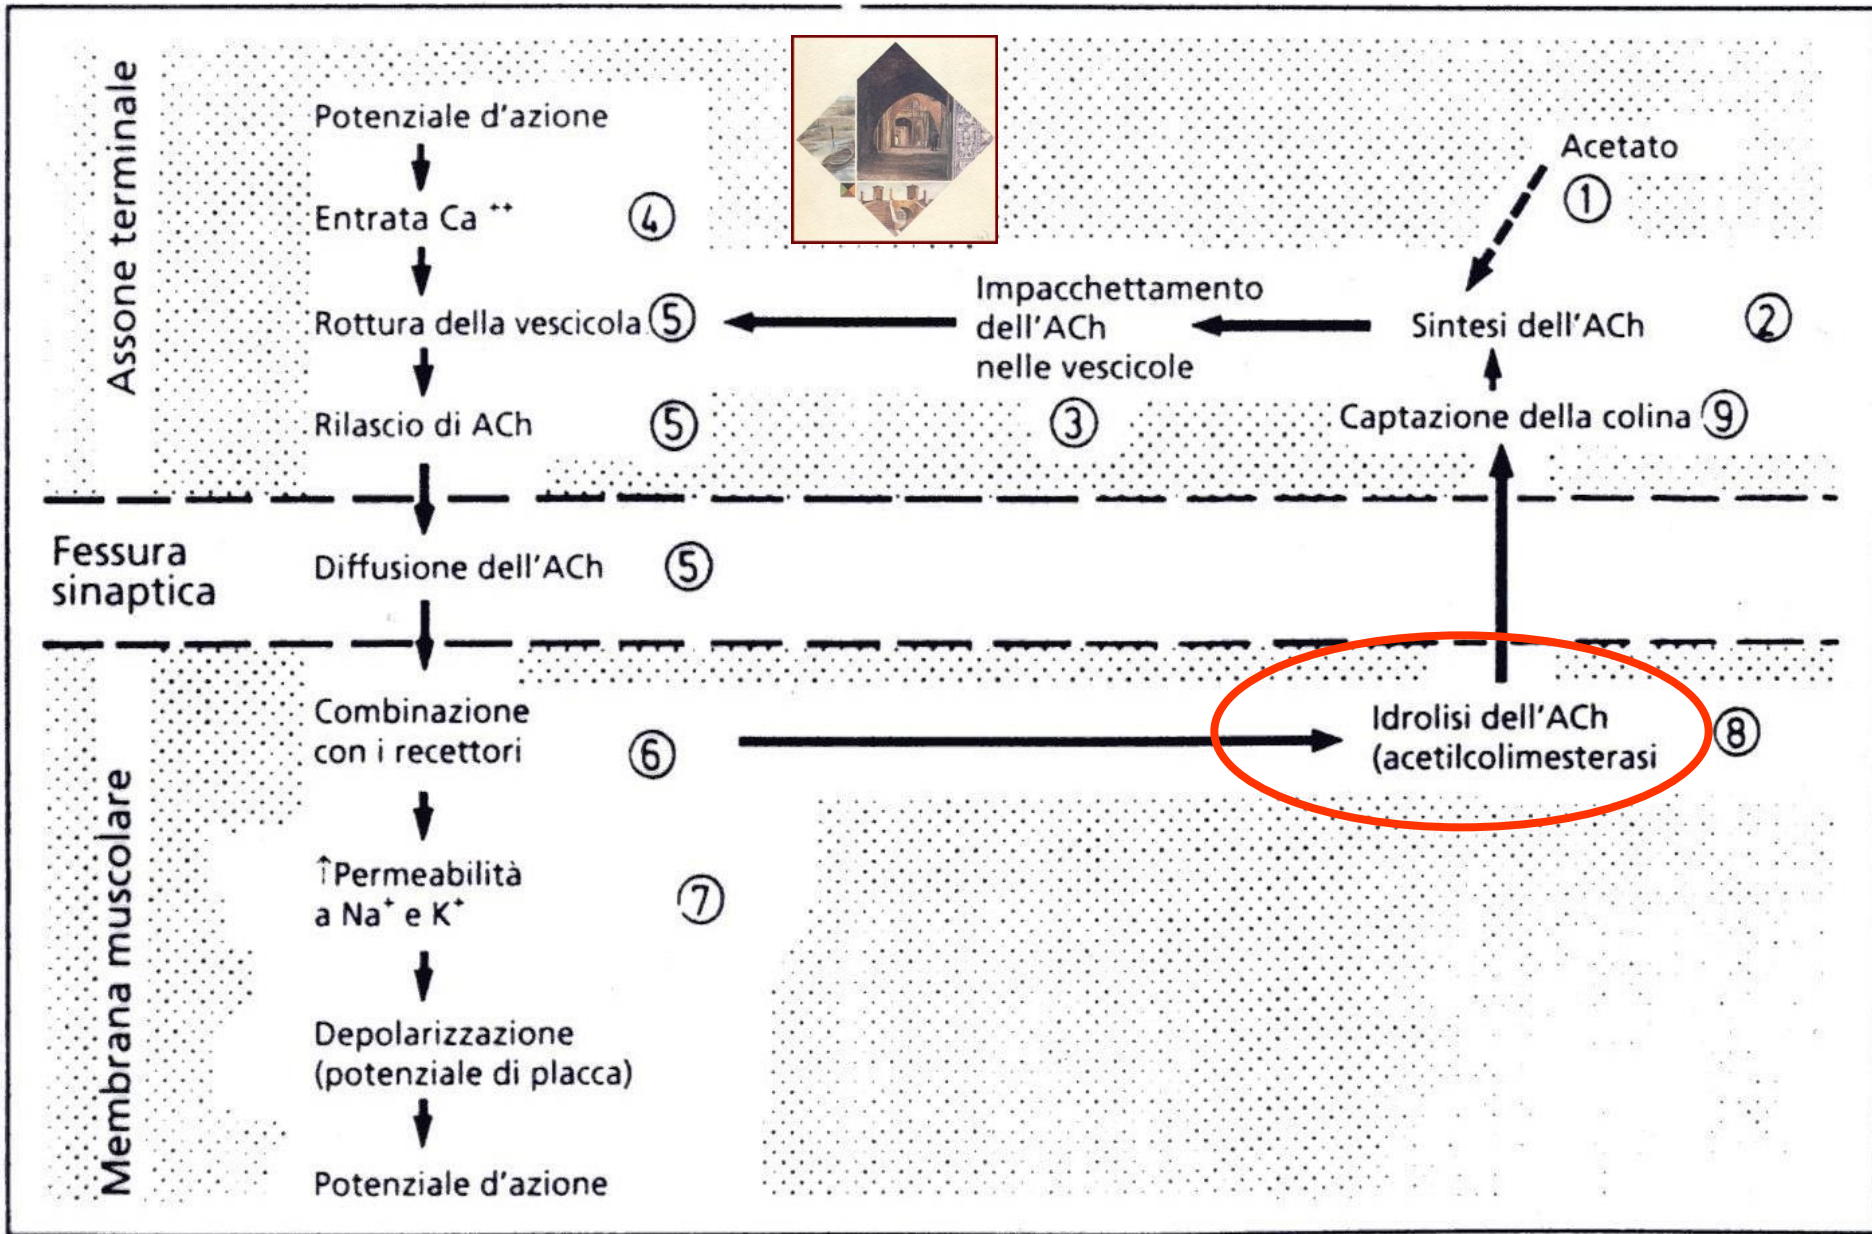 Assone terminale
Potenziale d'azione
Entrata Ca ++ ④
Rottura della vescicola ⑤
Rilascio di ACh ⑤
Impacchettamento
dell'ACh
nelle vescicole
③
Acetato
①
Sintesi dell'ACh ②
Captazione della colina ⑨
Fessura
sinaptica
Diffusione dell'ACh ⑤
Membrana muscolare
Combinazione
con i recettori ⑥
Idrolisi dell'ACh
(acetilcolimesterasi ⑧
↑Permeabilità
a Na+ e K+ ⑦
Depolarizzazione
(potenziale di placca)
Potenziale d'azione